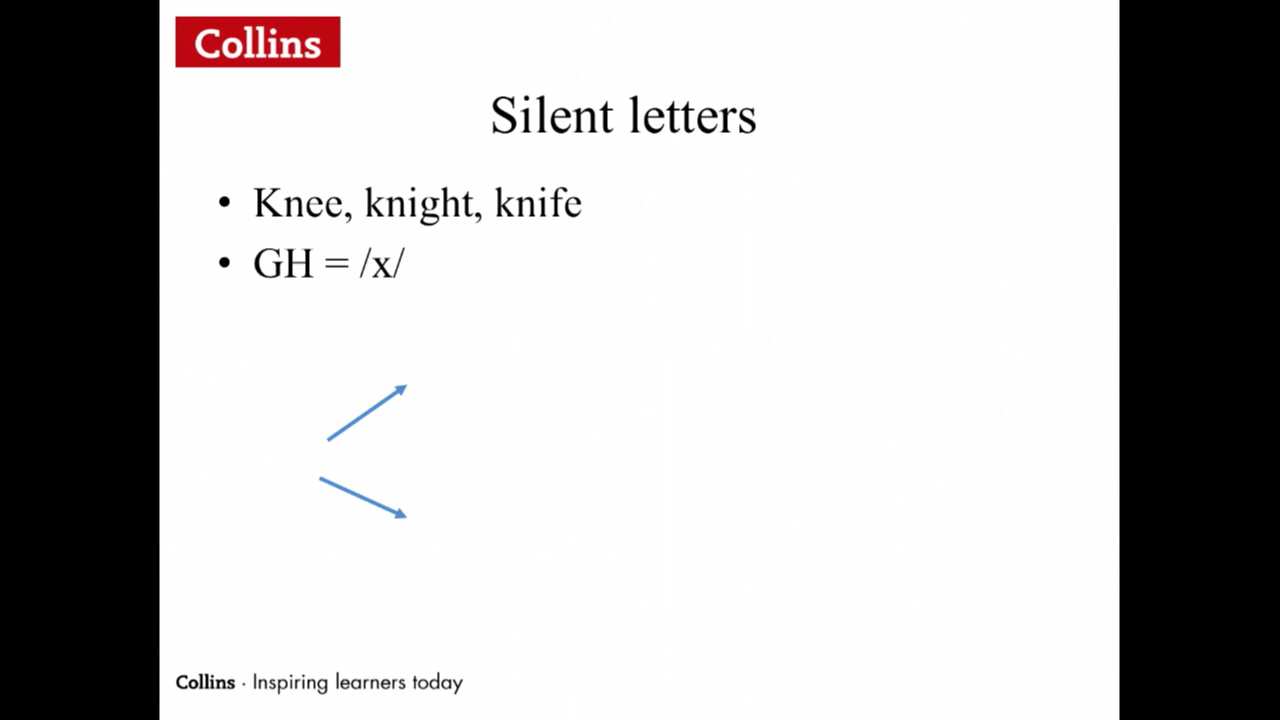 Collins
Silent letters
• Knee, knight, knife
• GH = /x/
Collins · Inspiring learners today